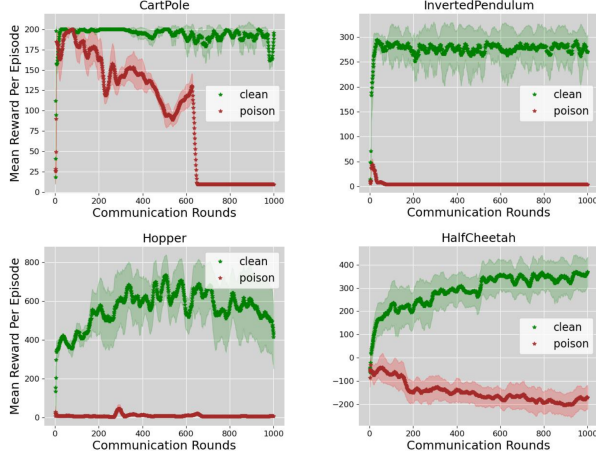 CartPole
Mean Reward Per Episode
200
175
150
125
100
75
50
25
0
clean
poison
0 200 400 600 800 1000
Communication Rounds
InvertedPendulum
300
250
200
150
100
50
0
clean
poison
0 200 400 600 800 1000
Communication Rounds
Hopper
Mean Reward Per Episode
800
600
400
200
0
clean
poison
0 200 400 600 800 1000
Communication Rounds
HalfCheetah
400
300
200
100
0
−100
−200
clean
poison
0 200 400 600 800 1000
Communication Rounds